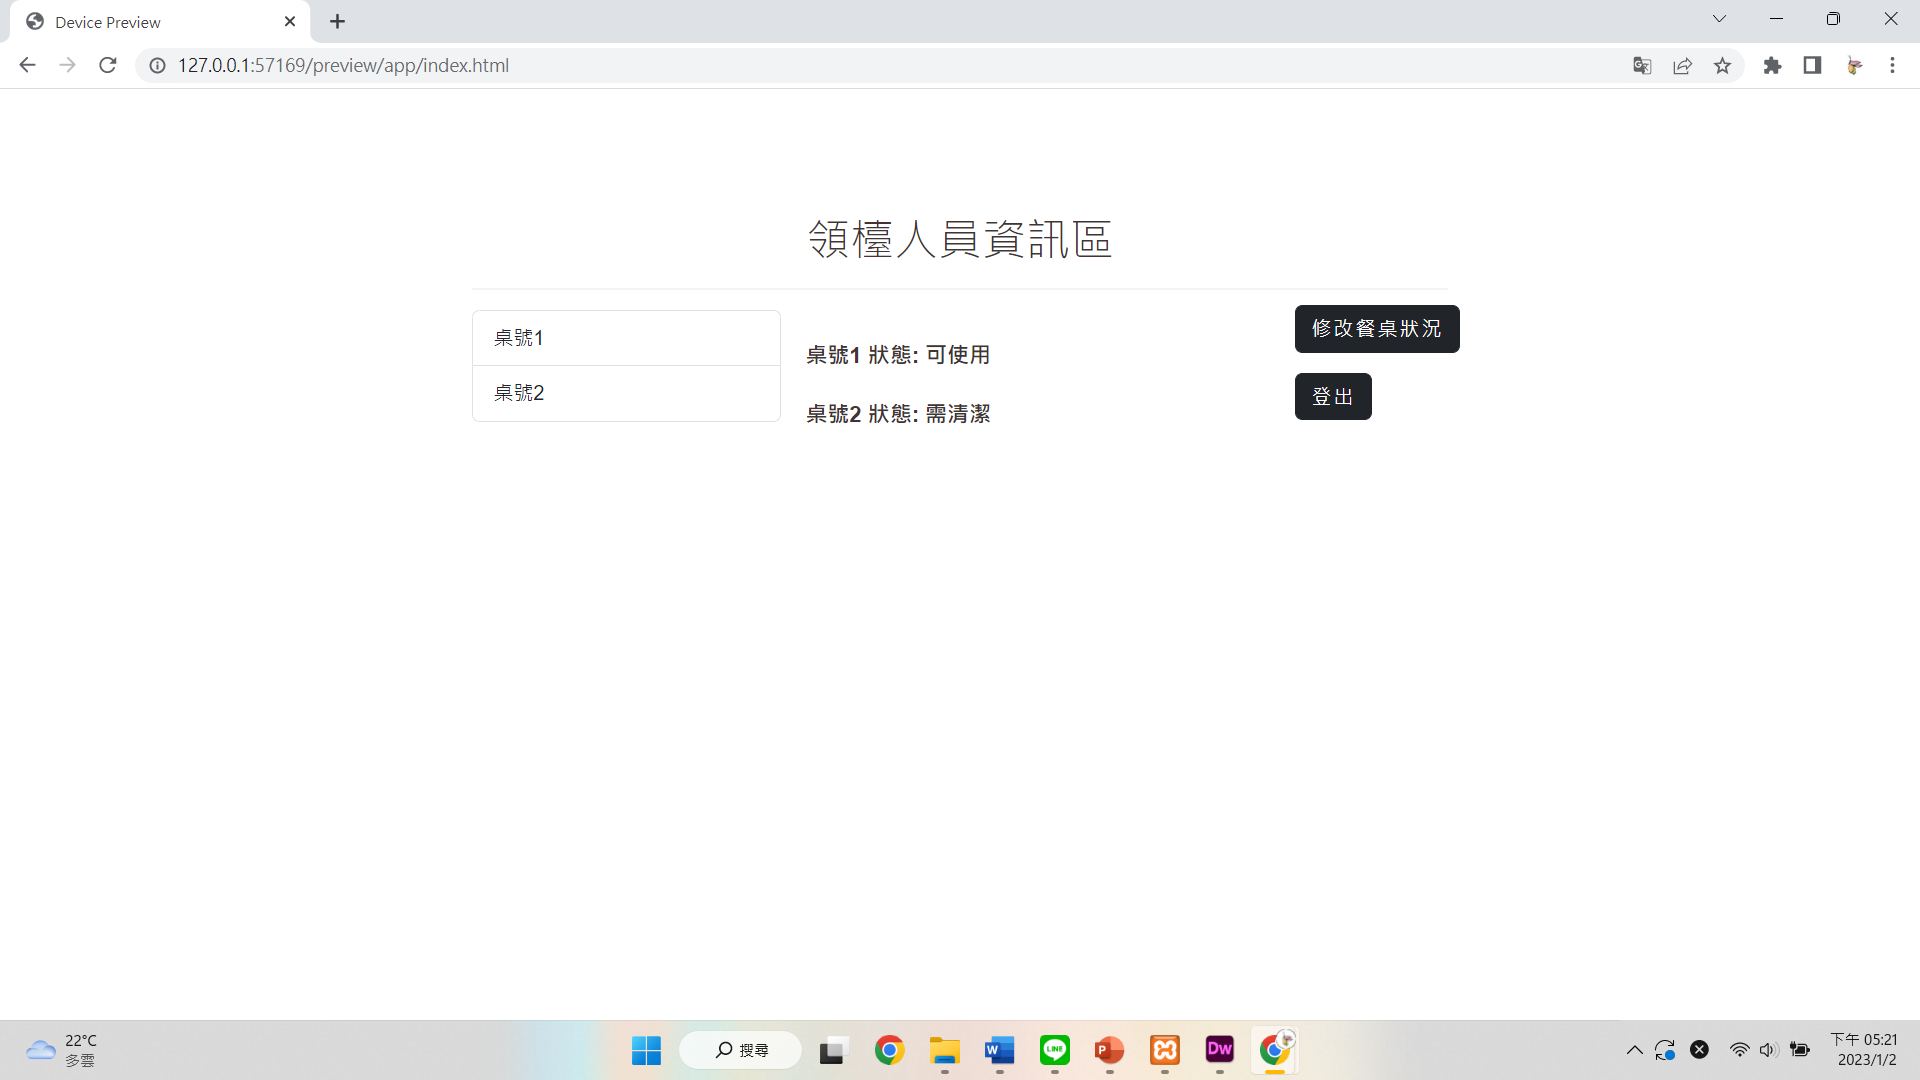 Device Preview
127.0.0.1:57169/preview/app/index.html
領檯人員資訊區
桌號1
桌號2
桌號1 狀態: 可使用
桌號2 狀態: 需清潔
修改餐桌狀況
登出
22°C
多雲
搜尋
W
LINE
P
Dw
下午 05:21
2023/1/2